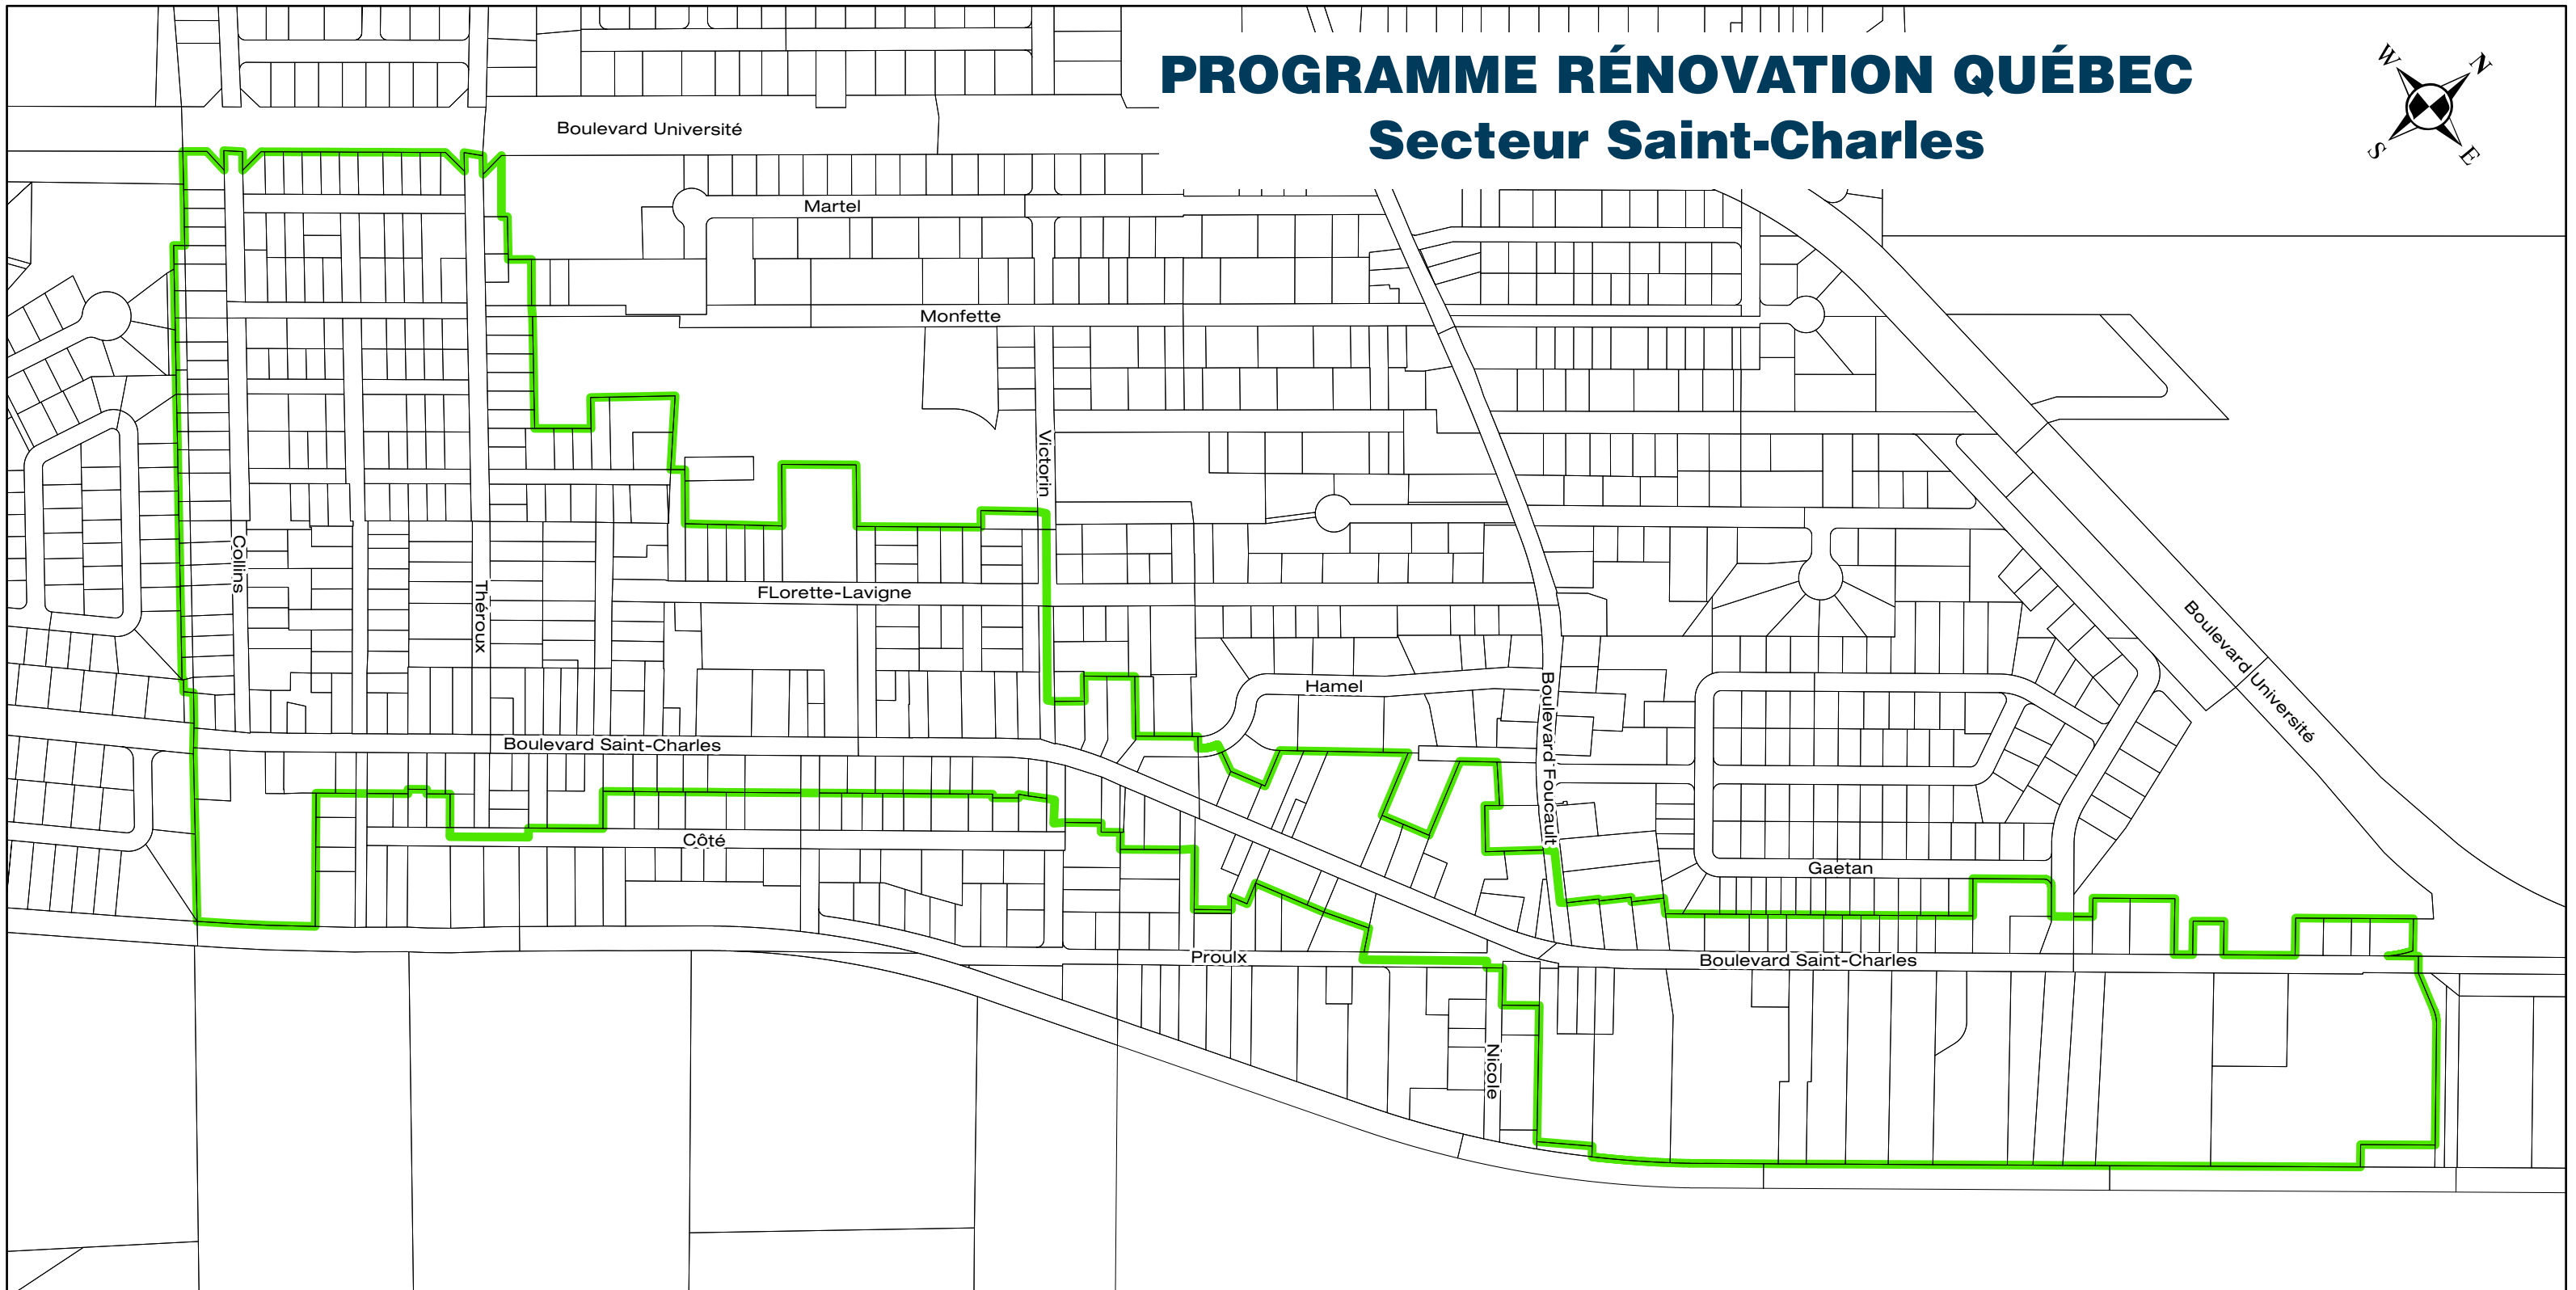 PROGRAMME RÉNOVATION QUÉBEC
Secteur Saint-Charles
W
N
S
E
Boulevard Université
Martel
Monfette
Victorin
Collins
Théroux
FLorette-Lavigne
Hamel
Boulevard Foucault
Boulevard Université
Boulevard Saint-Charles
Côté
Gaetan
Proulx
Boulevard Saint-Charles
Nicole